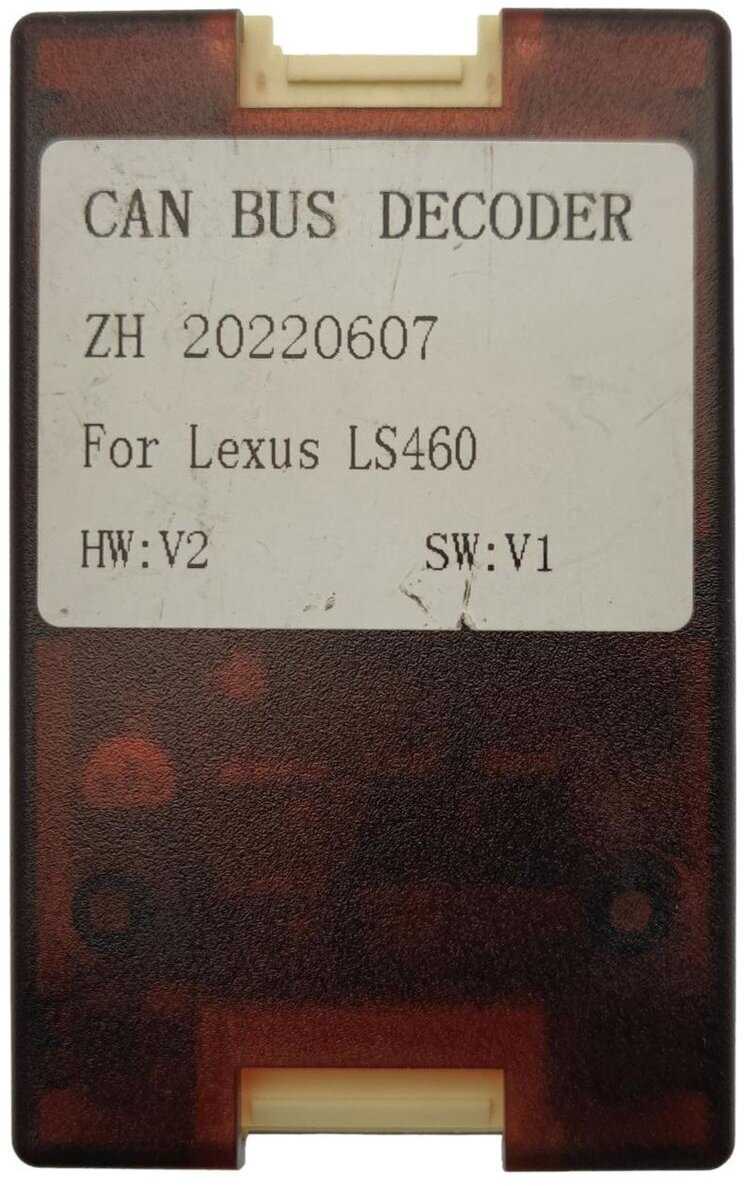 CAN BUS DECODER
ZH 20220607
For Lexus LS460
HW:V2 SW:V1